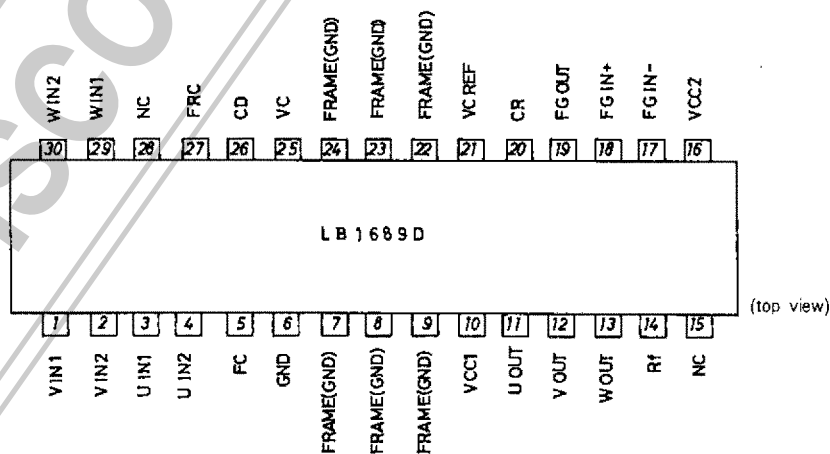 WIN2
WIN1
NC
FRC
CD
VC
FRAME(GND)
FRAME(GND)
FRAME(GND)
VC REF
CR
FG OUT
FG IN+
FG IN-
VCC2
30 29 28 27 26 25 24 23 22 21 20 19 18 17 16
LB1689D
1 2 3 4 5 6 7 8 9 10 11 12 13 14 15
(top view)
VIN1
VIN2
U IN1
U IN2
FC
GND
FRAME(GND)
FRAME(GND)
FRAME(GND)
VCC1
U OUT
V OUT
W OUT
Rf
NC
ISCO